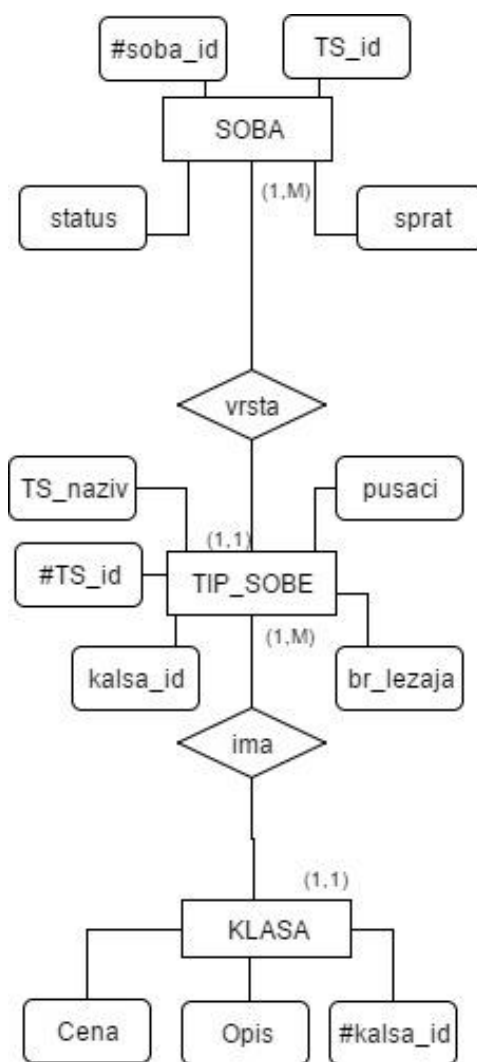 #soba_id
TS_id
SOBA
(1,M)
status
sprat
vrsta
TS_naziv
pusaci
(1,1)
#TS_id
TIP_SOBE
(1,M)
kalsa_id
br_lezaja
ima
(1,1)
KLASA
Cena
Opis
#kalsa_id